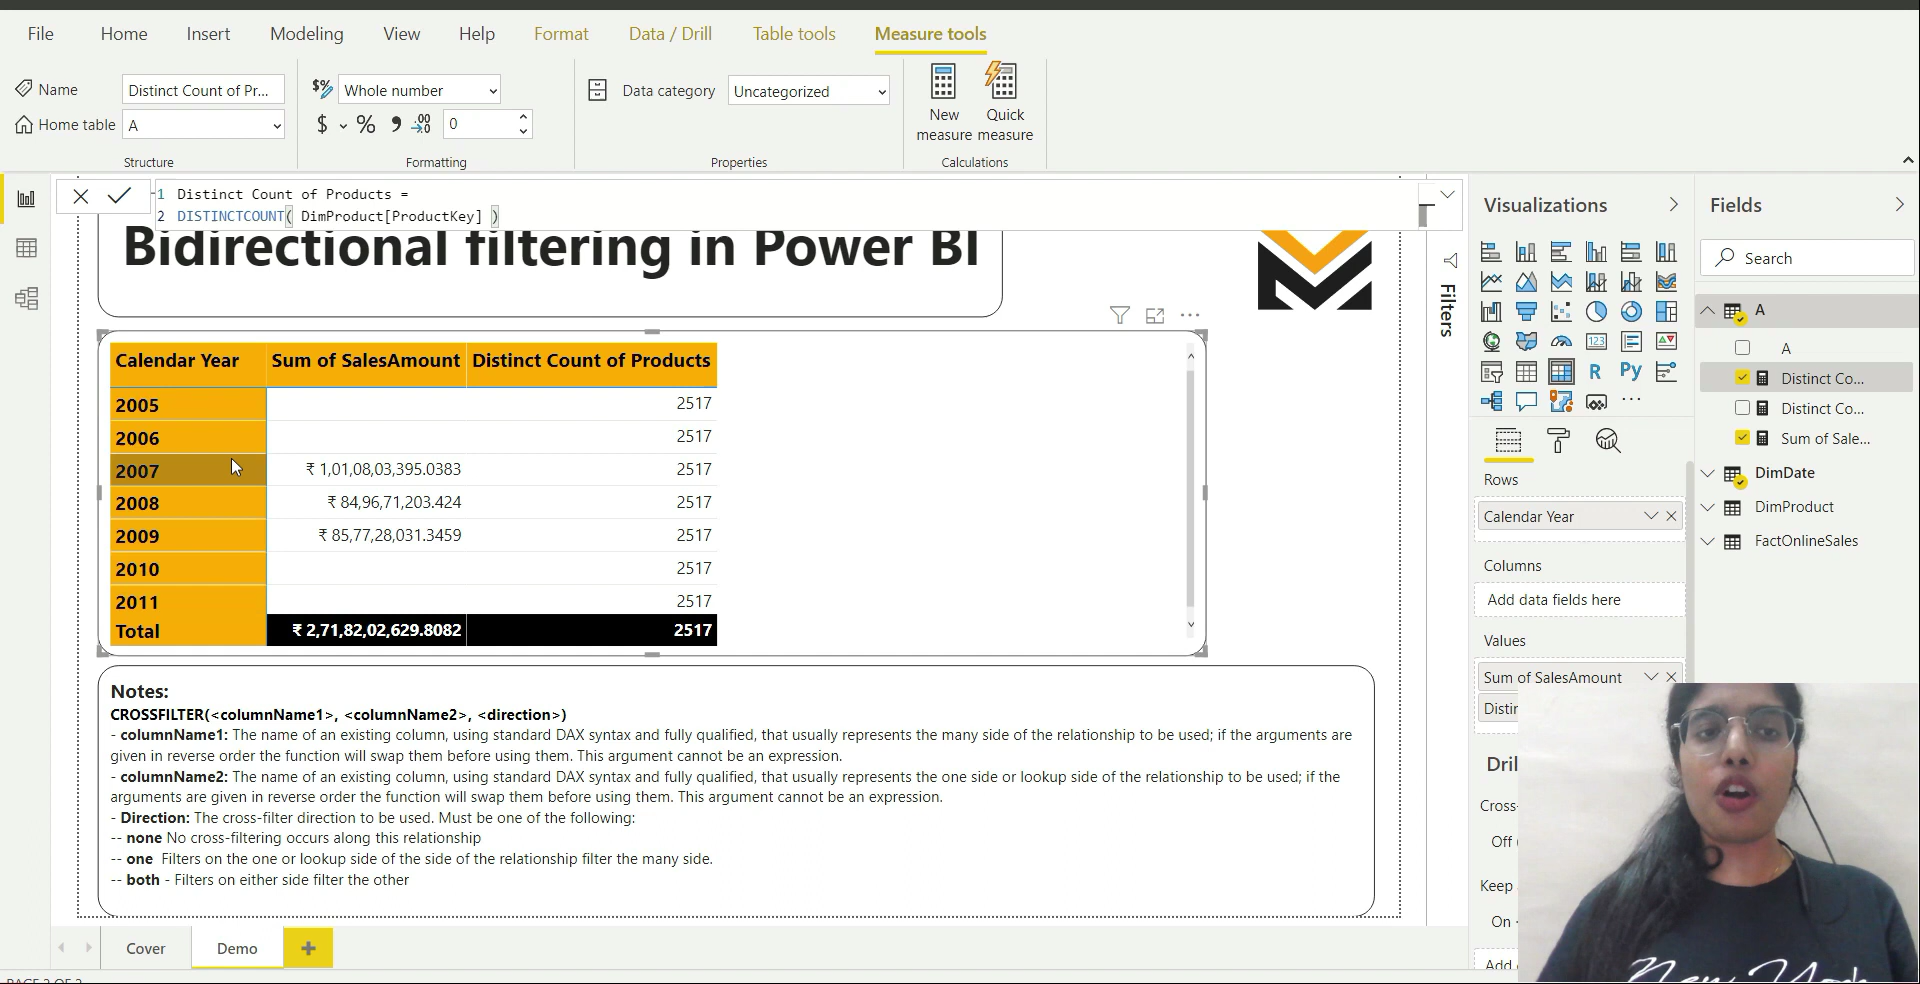 File Home Insert Modeling View Help Format Data / Drill Table tools Measure tools
Name Distinct Count of Pr...
Home table A
Structure
$% Whole number
$ % , .00 0
Formatting
Data category Uncategorized
Properties
New measure
Quick measure
Calculations
1 Distinct Count of Products =
2 DISTINCTCOUNT( DimProduct[ProductKey] )
Bidirectional filtering in Power BI
Calendar Year Sum of SalesAmount Distinct Count of Products
2005 2517
2006 2517
2007 ₹ 1,01,08,03,395.0383 2517
2008 ₹ 84,96,71,203.424 2517
2009 ₹ 85,77,28,031.3459 2517
2010 2517
2011 2517
Total ₹ 2,71,82,02,629.8082 2517
Notes:
CROSSFILTER(<columnName1>, <columnName2>, <direction>)
- columnName1: The name of an existing column, using standard DAX syntax and fully qualified, that usually represents the many side of the relationship to be used; if the arguments are
given in reverse order the function will swap them before using them. This argument cannot be an expression.
- columnName2: The name of an existing column, using standard DAX syntax and fully qualified, that usually represents the one side or lookup side of the relationship to be used; if the
arguments are given in reverse order the function will swap them before using them. This argument cannot be an expression.
- Direction: The cross-filter direction to be used. Must be one of the following:
-- none No cross-filtering occurs along this relationship
-- one Filters on the one or lookup side of the side of the relationship filter the many side.
-- both - Filters on either side filter the other
Cover Demo +
Filters
Visualizations
123
R Py
Rows
Calendar Year
Columns
Add data fields here
Values
Sum of SalesAmount
Distin
Dril
Cross-
Off
Keep
On
Add
Fields
Search
A
A
Distinct Co...
Distinct Co...
Sum of Sale...
DimDate
DimProduct
FactOnlineSales
New York